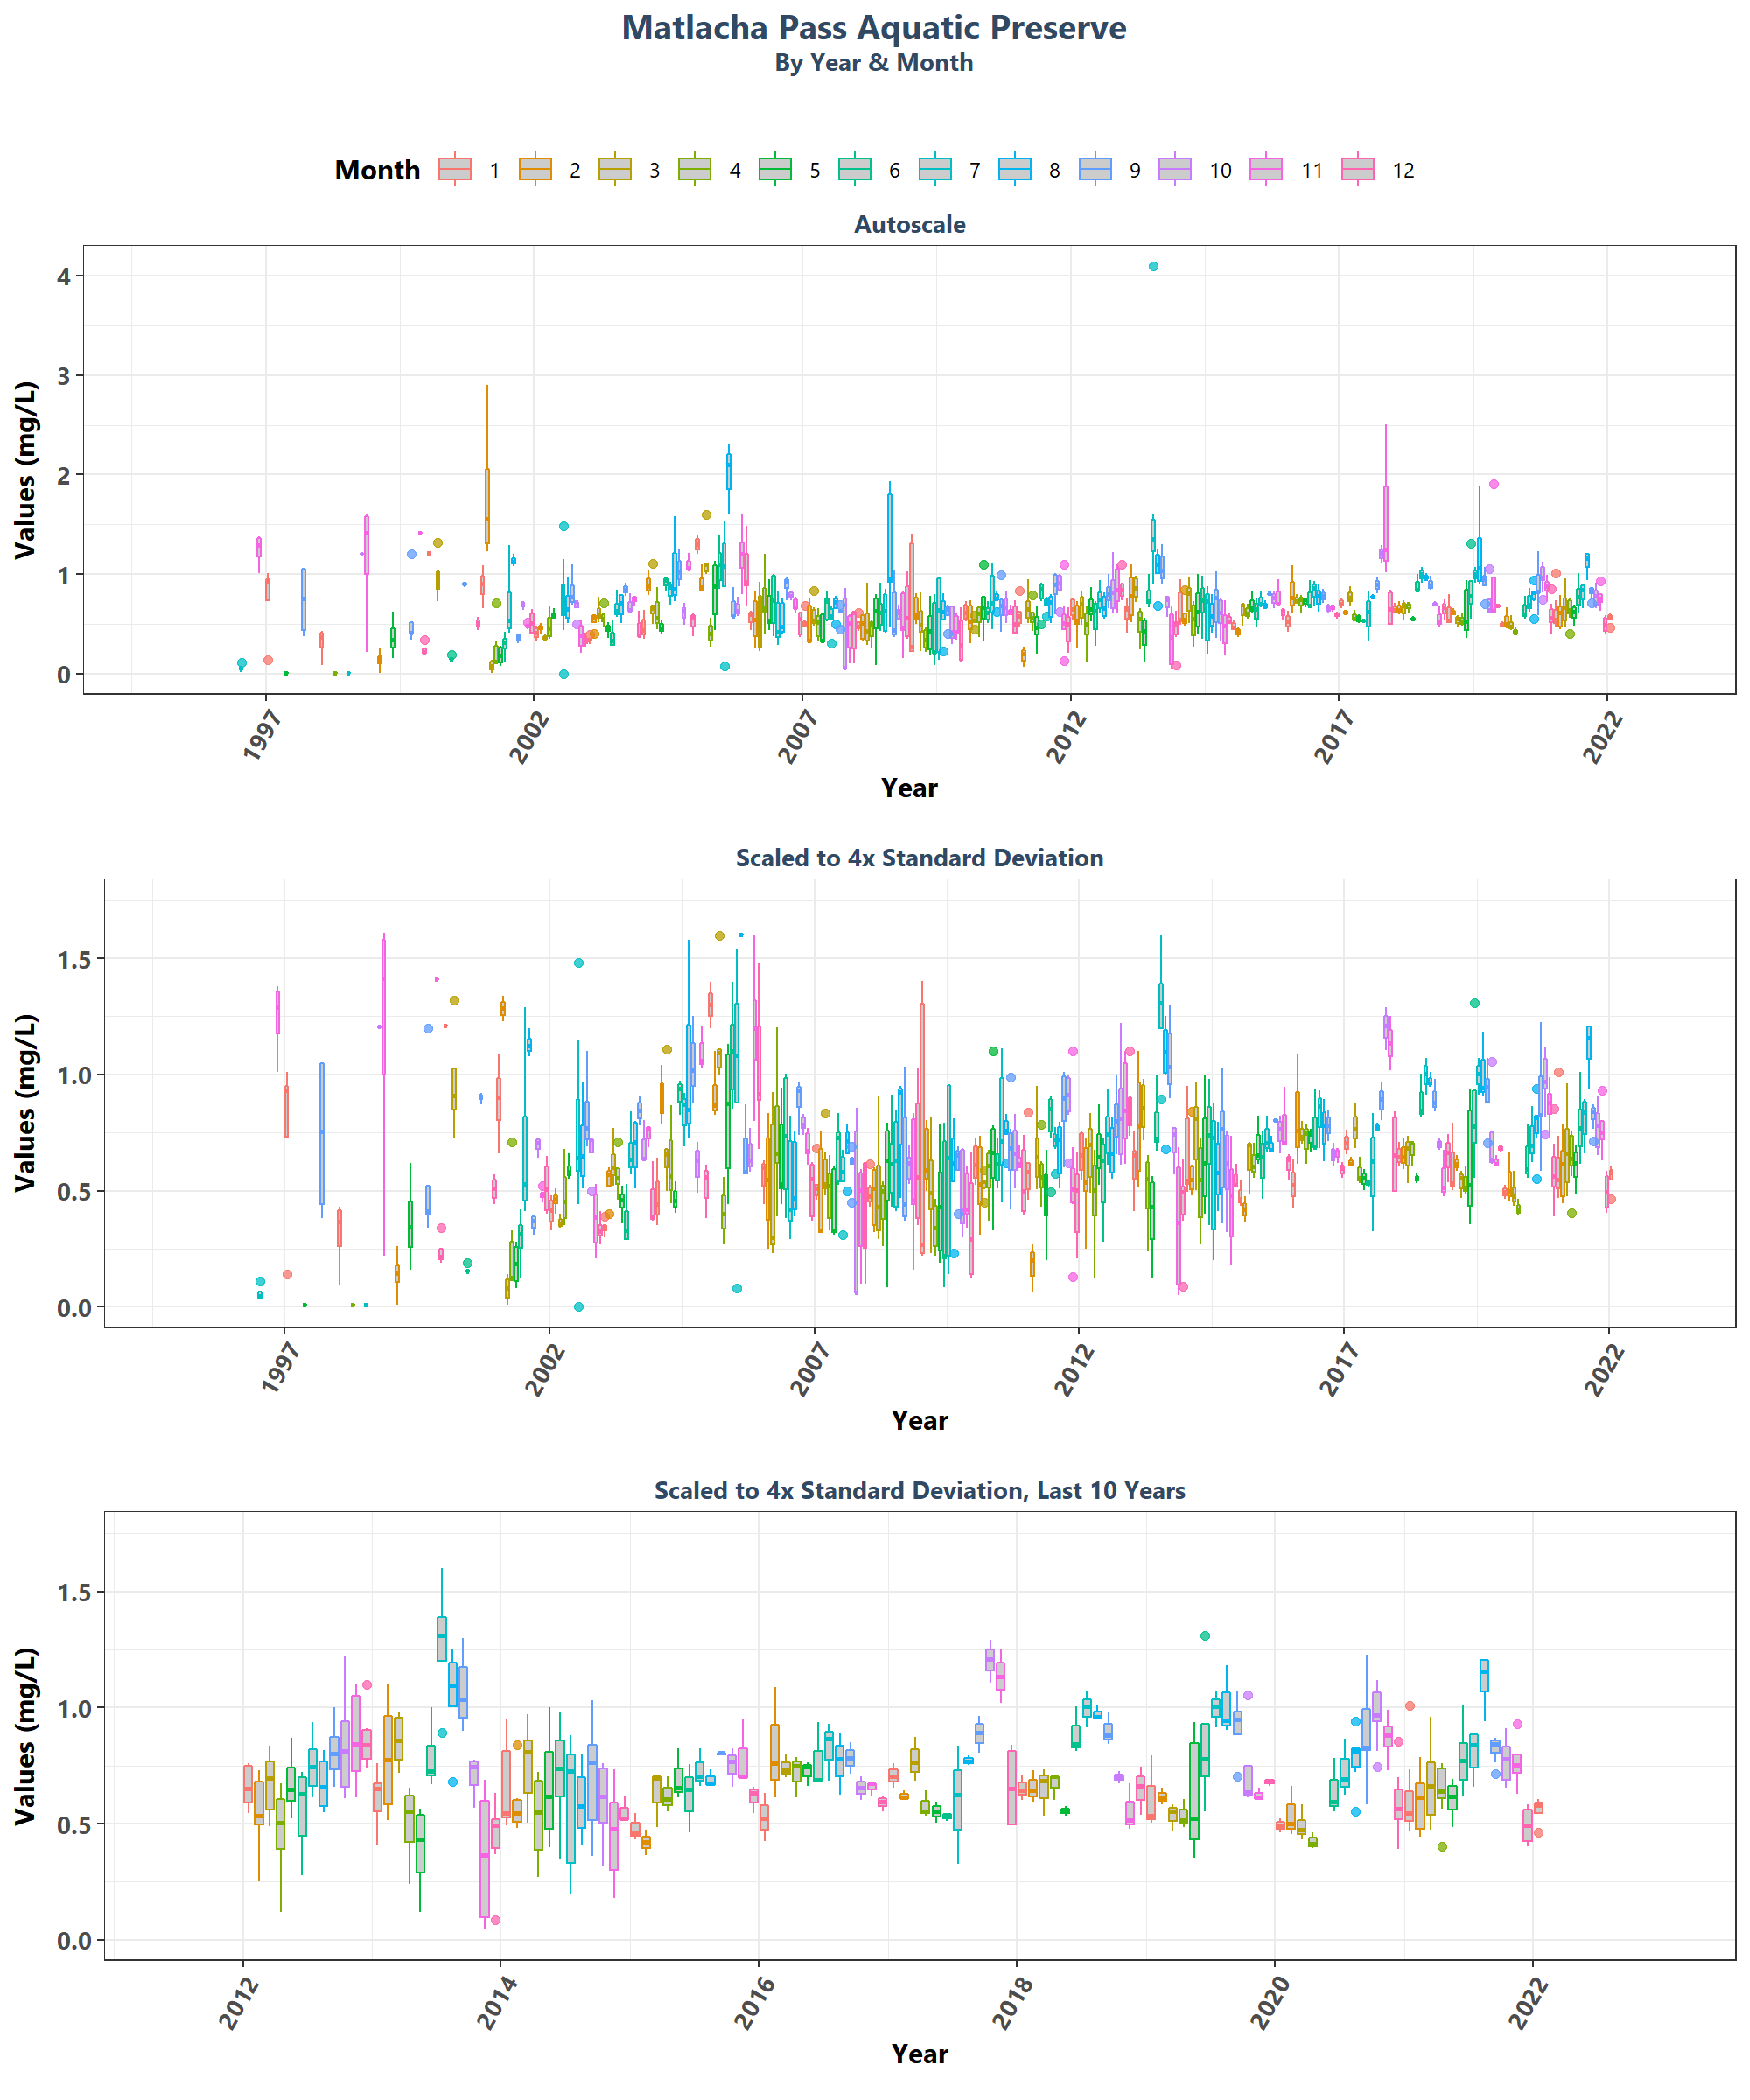 Matlacha Pass Aquatic Preserve
By Year & Month
Month 1 2 3 4 5 6 7 8 9 10 11 12
Autoscale
Values (mg/L)
4
3
2
1
0
1997 2002 2007 2012 2017 2022
Year
Scaled to 4x Standard Deviation
Values (mg/L)
1.5
1.0
0.5
0.0
1997 2002 2007 2012 2017 2022
Year
Scaled to 4x Standard Deviation, Last 10 Years
Values (mg/L)
1.5
1.0
0.5
0.0
2012 2014 2016 2018 2020 2022
Year